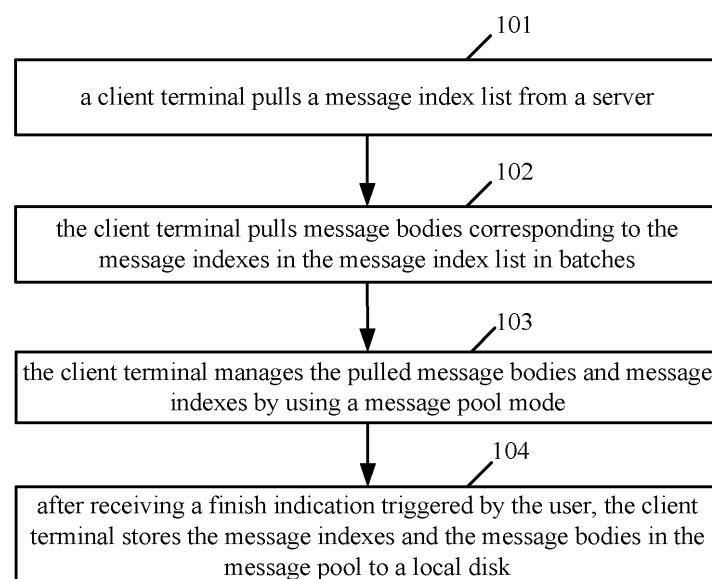 101
a client terminal pulls a message index list from a server
102
the client terminal pulls message bodies corresponding to the
message indexes in the message index list in batches
103
the client terminal manages the pulled message bodies and message
indexes by using a message pool mode
104
after receiving a finish indication triggered by the user, the client
terminal stores the message indexes and the message bodies in the
message pool to a local disk